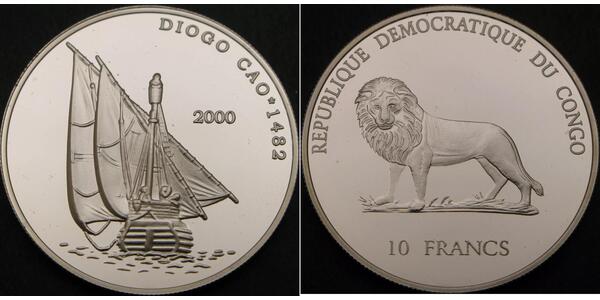 DIOGO CAO★1482
2000
REPUBLIQUE DEMOCRATIQUE DU CONGO
10 FRANCS